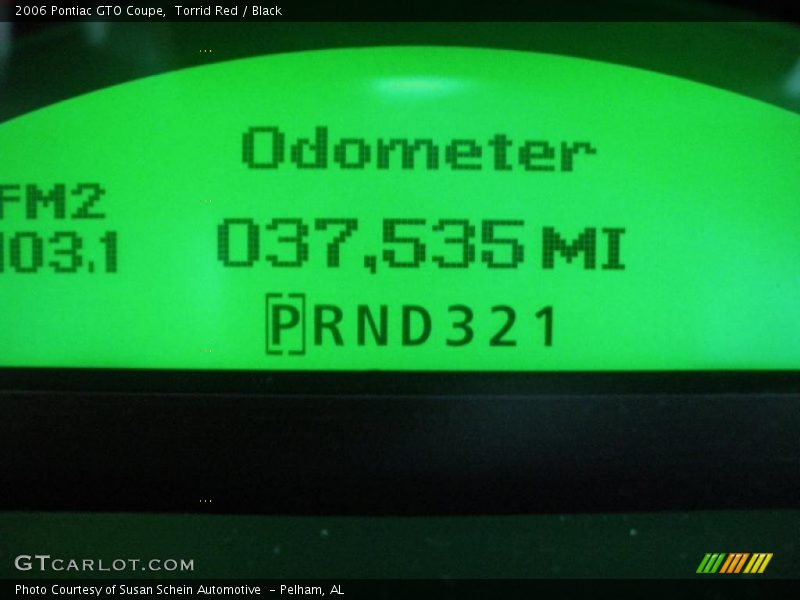 2006 Pontiac GTO Coupe,  Torrid Red / Black
Odometer
FM2
103.1
037,535 MI
PRND321
GTCARLOT.COM
Photo Courtesy of Susan Schein Automotive  - Pelham, AL